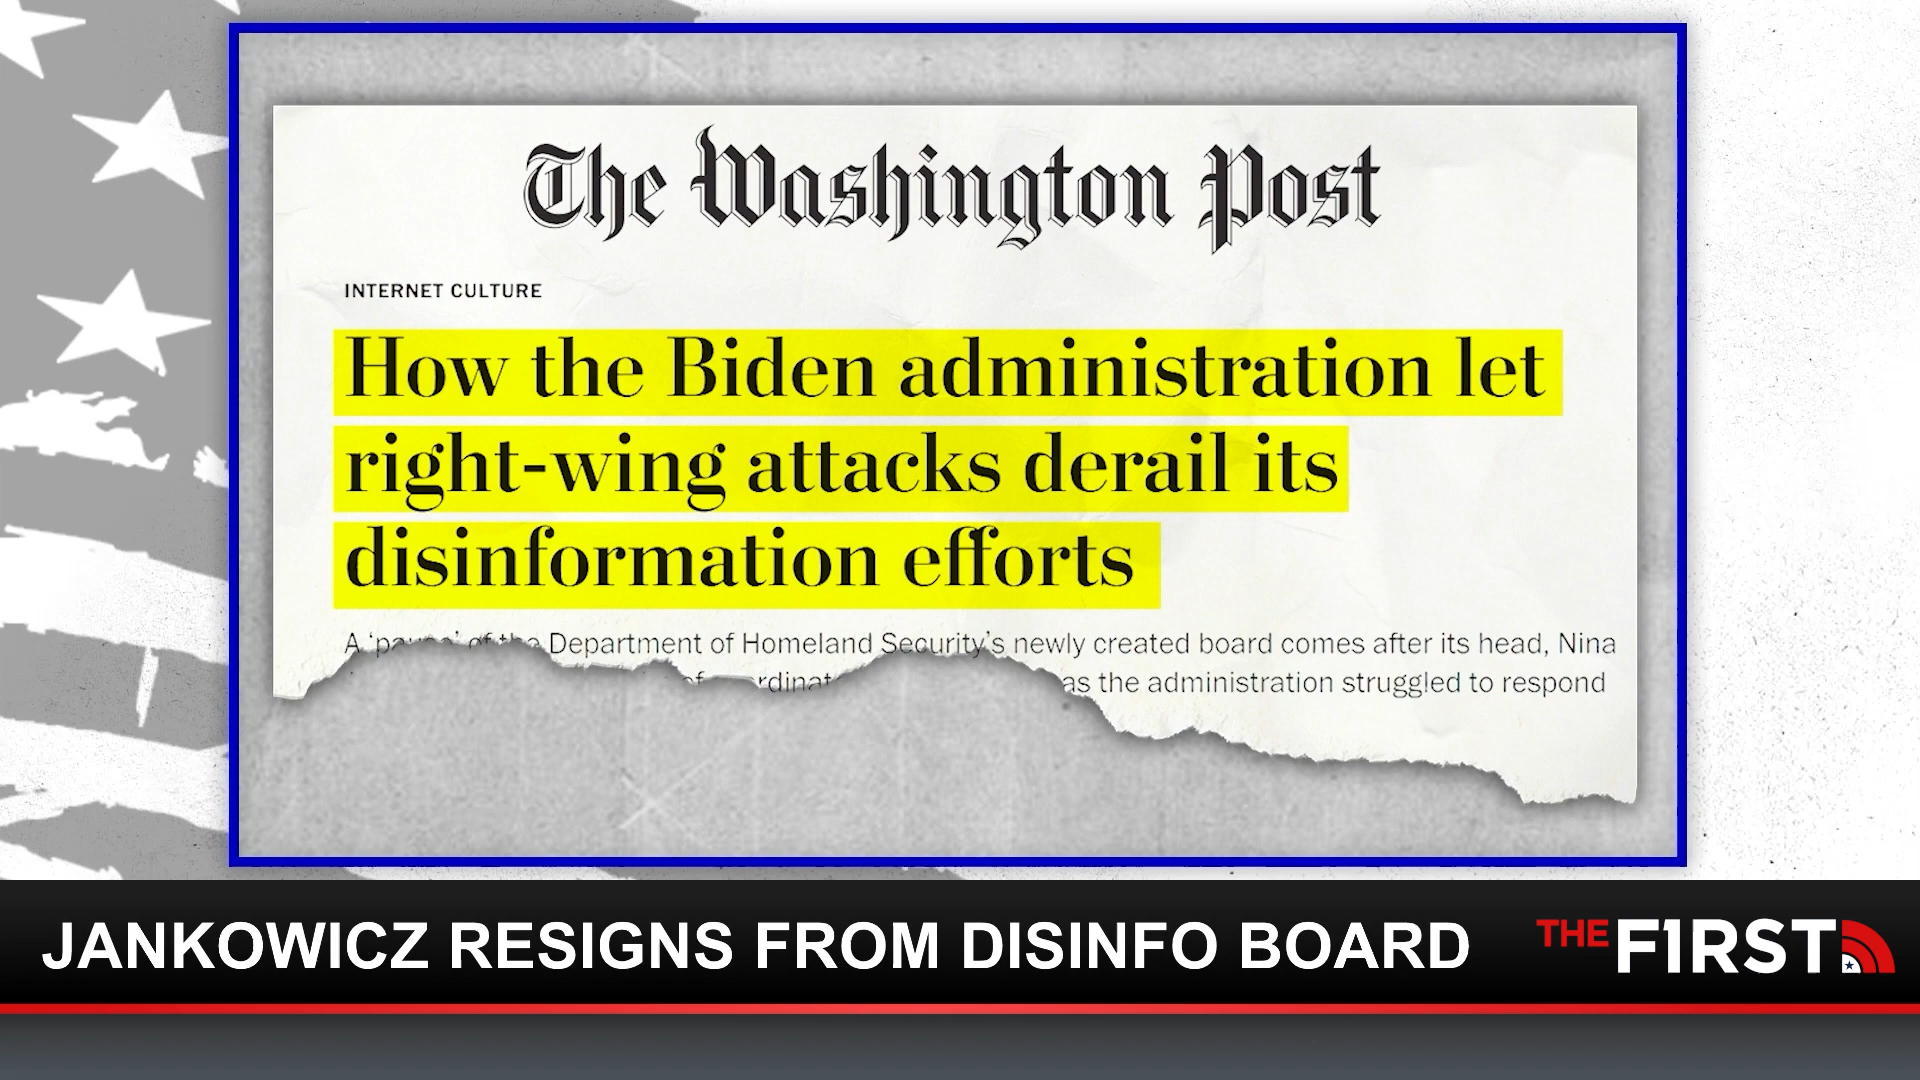 The Washington Post
INTERNET CULTURE
How the Biden administration let
right-wing attacks derail its
disinformation efforts
A of the Department of Homeland Security's newly created board comes after its head, Nina
as the administration struggled to respond
JANKOWICZ RESIGNS FROM DISINFO BOARD
THE FIRST